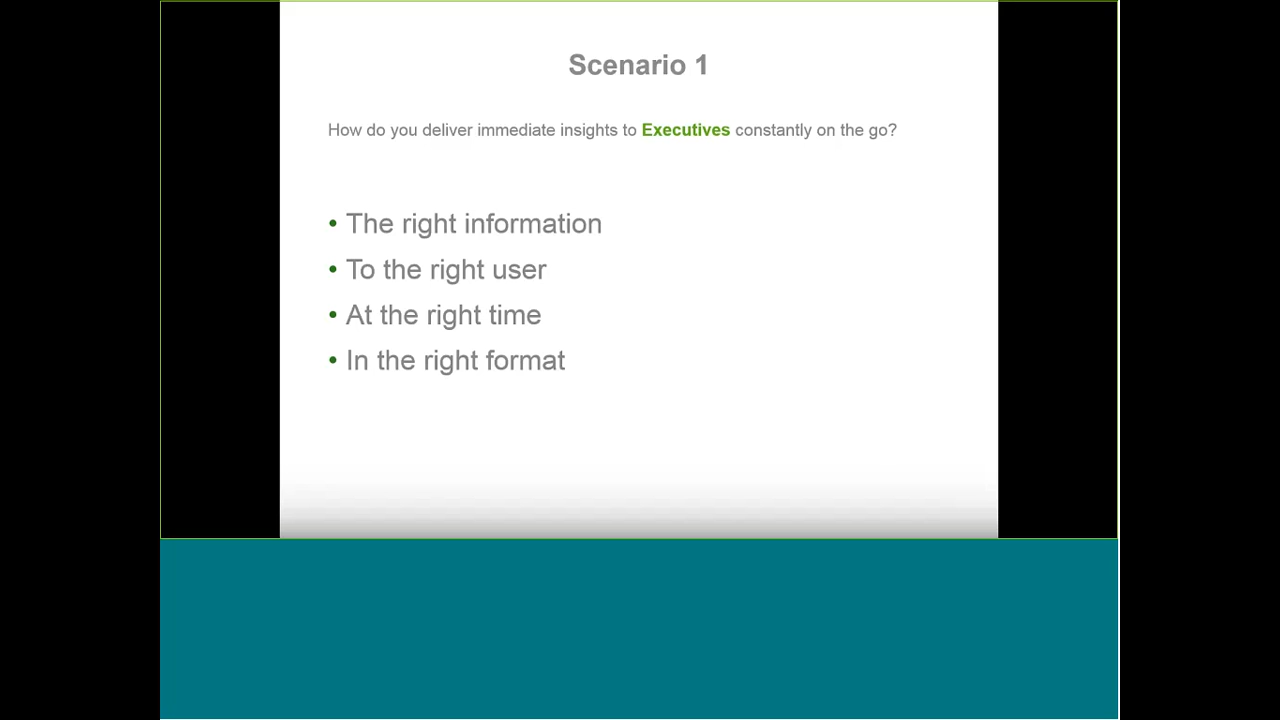 Scenario 1
How do you deliver immediate insights to Executives constantly on the go?
• The right information
• To the right user
• At the right time
• In the right format